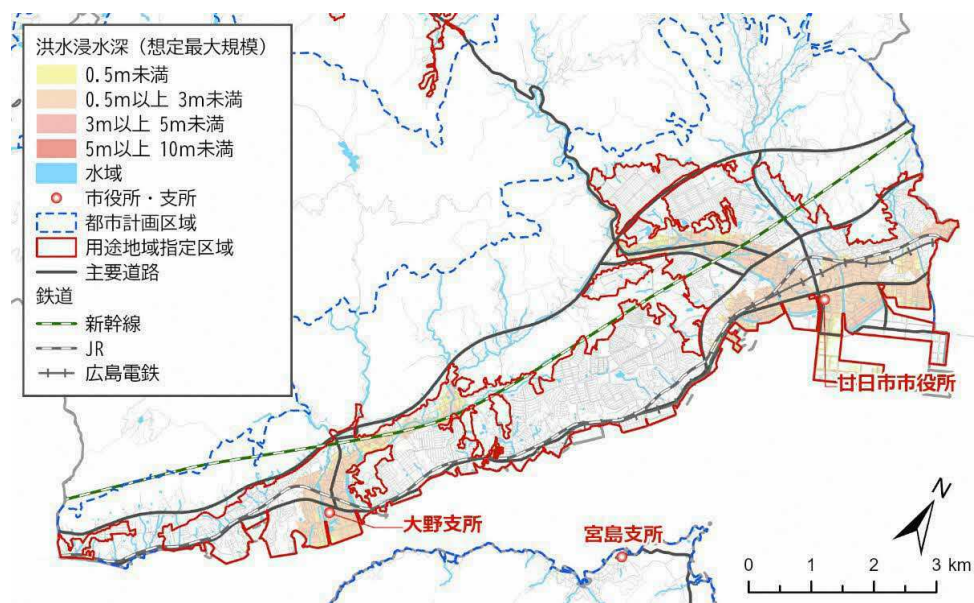 洪水浸水深（想定最大規模）
0.5m未満
0.5m以上 3m未満
3m以上 5m未満
5m以上 10m未満
水域
市役所・支所
都市計画区域
用途地域指定区域
主要道路
鉄道
新幹線
JR
広島電鉄
廿日市市役所
大野支所
宮島支所
N
0 1 2 3 km